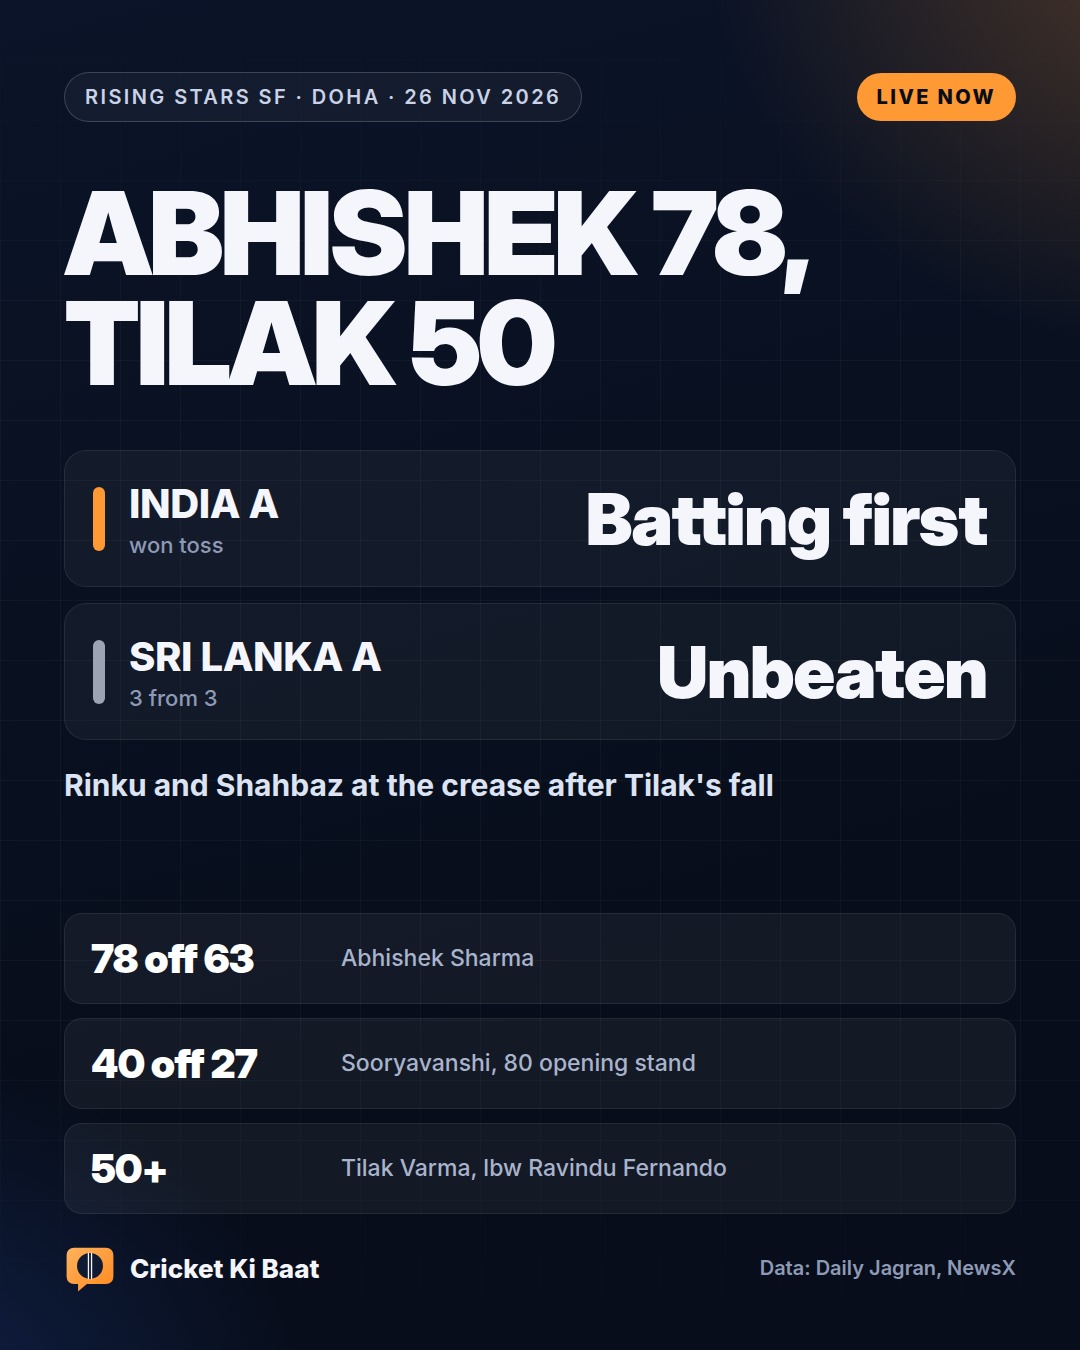 RISING STARS SF · DOHA · 26 NOV 2026
LIVE NOW
ABHISHEK 78,
TILAK 50
INDIA A
won toss
Batting first
SRI LANKA A
3 from 3
Unbeaten
Rinku and Shahbaz at the crease after Tilak's fall
78 off 63
Abhishek Sharma
40 off 27
Sooryavanshi, 80 opening stand
50+
Tilak Varma, lbw Ravindu Fernando
Cricket Ki Baat
Data: Daily Jagran, NewsX